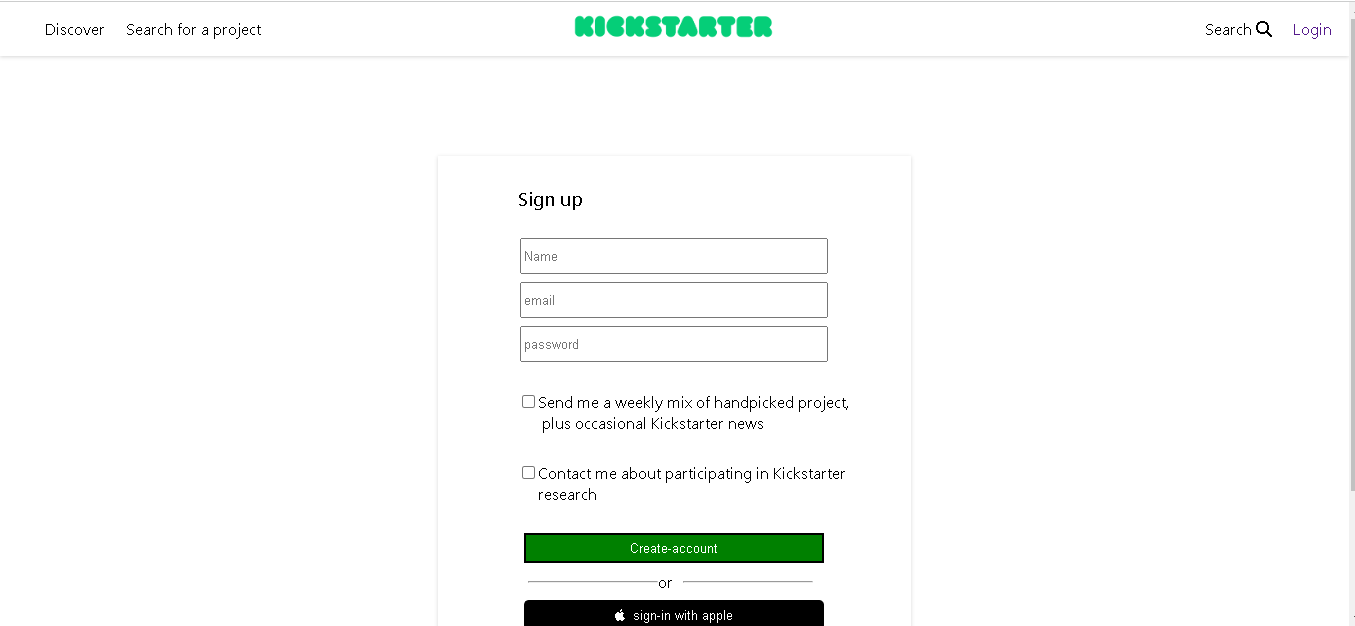 Discover Search for a project KICKSTARTER Search Login
Sign up
Name
email
password
Send me a weekly mix of handpicked project,
plus occasional Kickstarter news
Contact me about participating in Kickstarter
research
Create-account
or
sign-in with apple